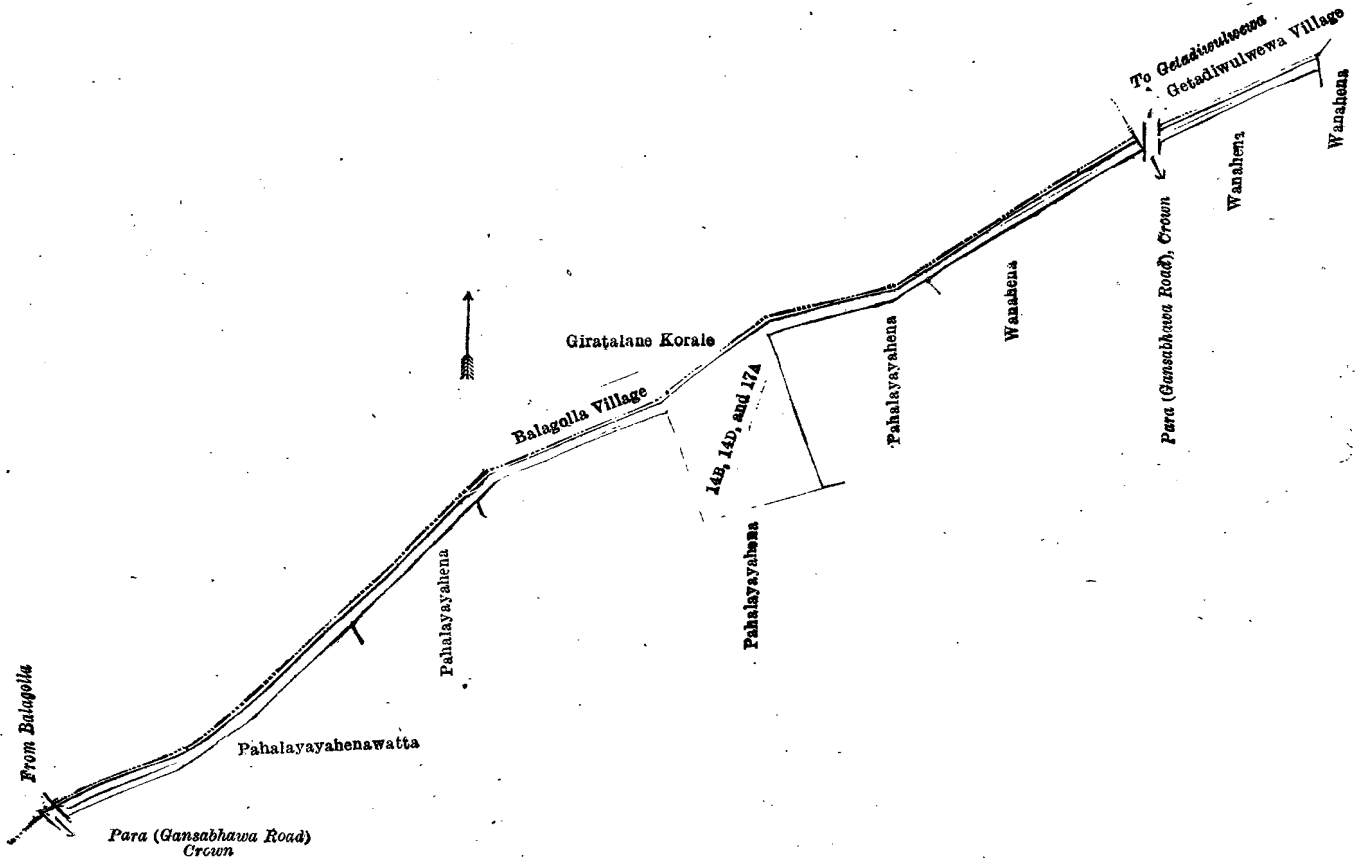 To Getadiwulwewa
Getadiwulwewa Village
Wanahena
Wanahena
Para (Gansabhawa Road), Crown
Wanahena
Giratalane Korale
Pahalayayahena
14B, 14D, and 17A
Balagolla Village
Pahalayayahena
Pahalayayahena
From Balagolla
Pahalayayahenawatta
Para (Gansabhawa Road)
Crown